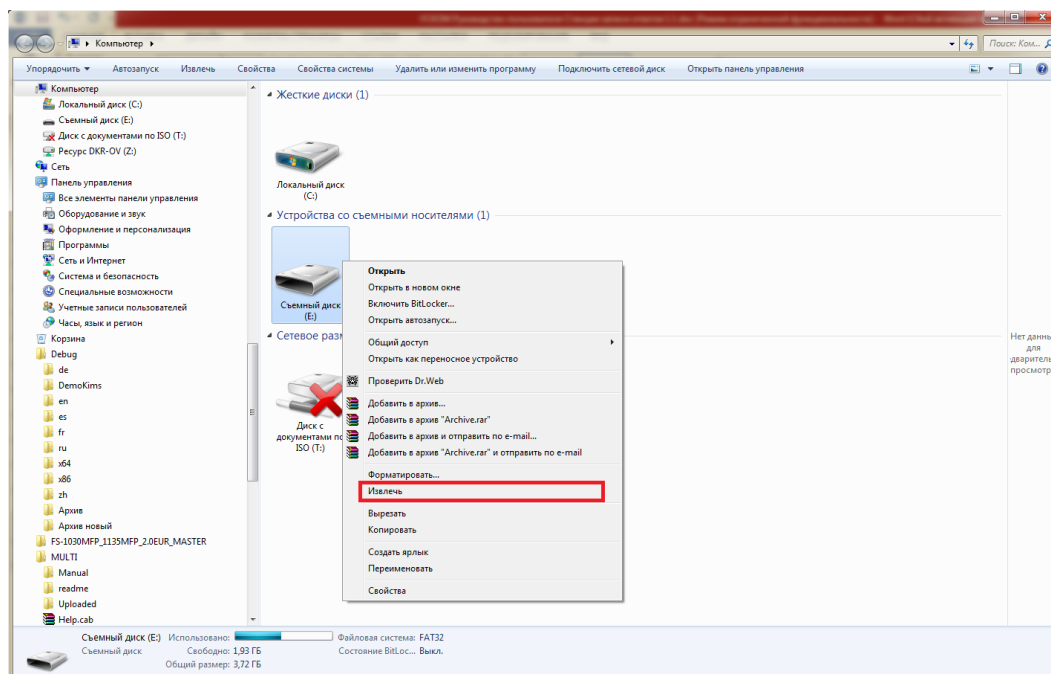 Компьютер
Поиск: Ком...
Упорядочить Автозапуск Извлечь Свойства Свойства системы Удалить или изменить программу Подключить сетевой диск Открыть панель управления
Компьютер
Локальный диск (C:)
Съемный диск (E:)
Диск с документами по ISO (T:)
Ресурс DKR-OV (Z:)
Сеть
Панель управления
Все элементы панели управления
Оборудование и звук
Оформление и персонализация
Программы
Сеть и Интернет
Система и безопасность
Специальные возможности
Учетные записи пользователей
Часы, язык и регион
Корзина
Debug
de
DemoKims
en
es
fr
ru
x64
x86
zh
Архив
Архив новый
FS-1030MFP_1135MFP_2.0EUR_MASTER
MULTI
Manual
readme
Uploaded
Help.cab
Жесткие диски (1)
Локальный диск
(C:)
Устройства со съемными носителями (1)
Съемный диск
(E:)
Сетевое раз
Диск с
документами по
ISO (T:)
Открыть
Открыть в новом окне
Включить BitLocker...
Открыть автозапуск...
Общий доступ
Открыть как переносное устройство
Проверить Dr.Web
Добавить в архив...
Добавить в архив "Archive.rar"
Добавить в архив и отправить по e-mail...
Добавить в архив "Archive.rar" и отправить по e-mail
Форматировать...
Извлечь
Вырезать
Копировать
Создать ярлык
Переименовать
Свойства
Нет данны
для
дваритель
просмотр
Съемный диск (E:) Использовано: Файловая система: FAT32
Съемный диск Свободно: 1,93 ГБ Состояние BitLoc... Выкл.
Общий размер: 3,72 ГБ